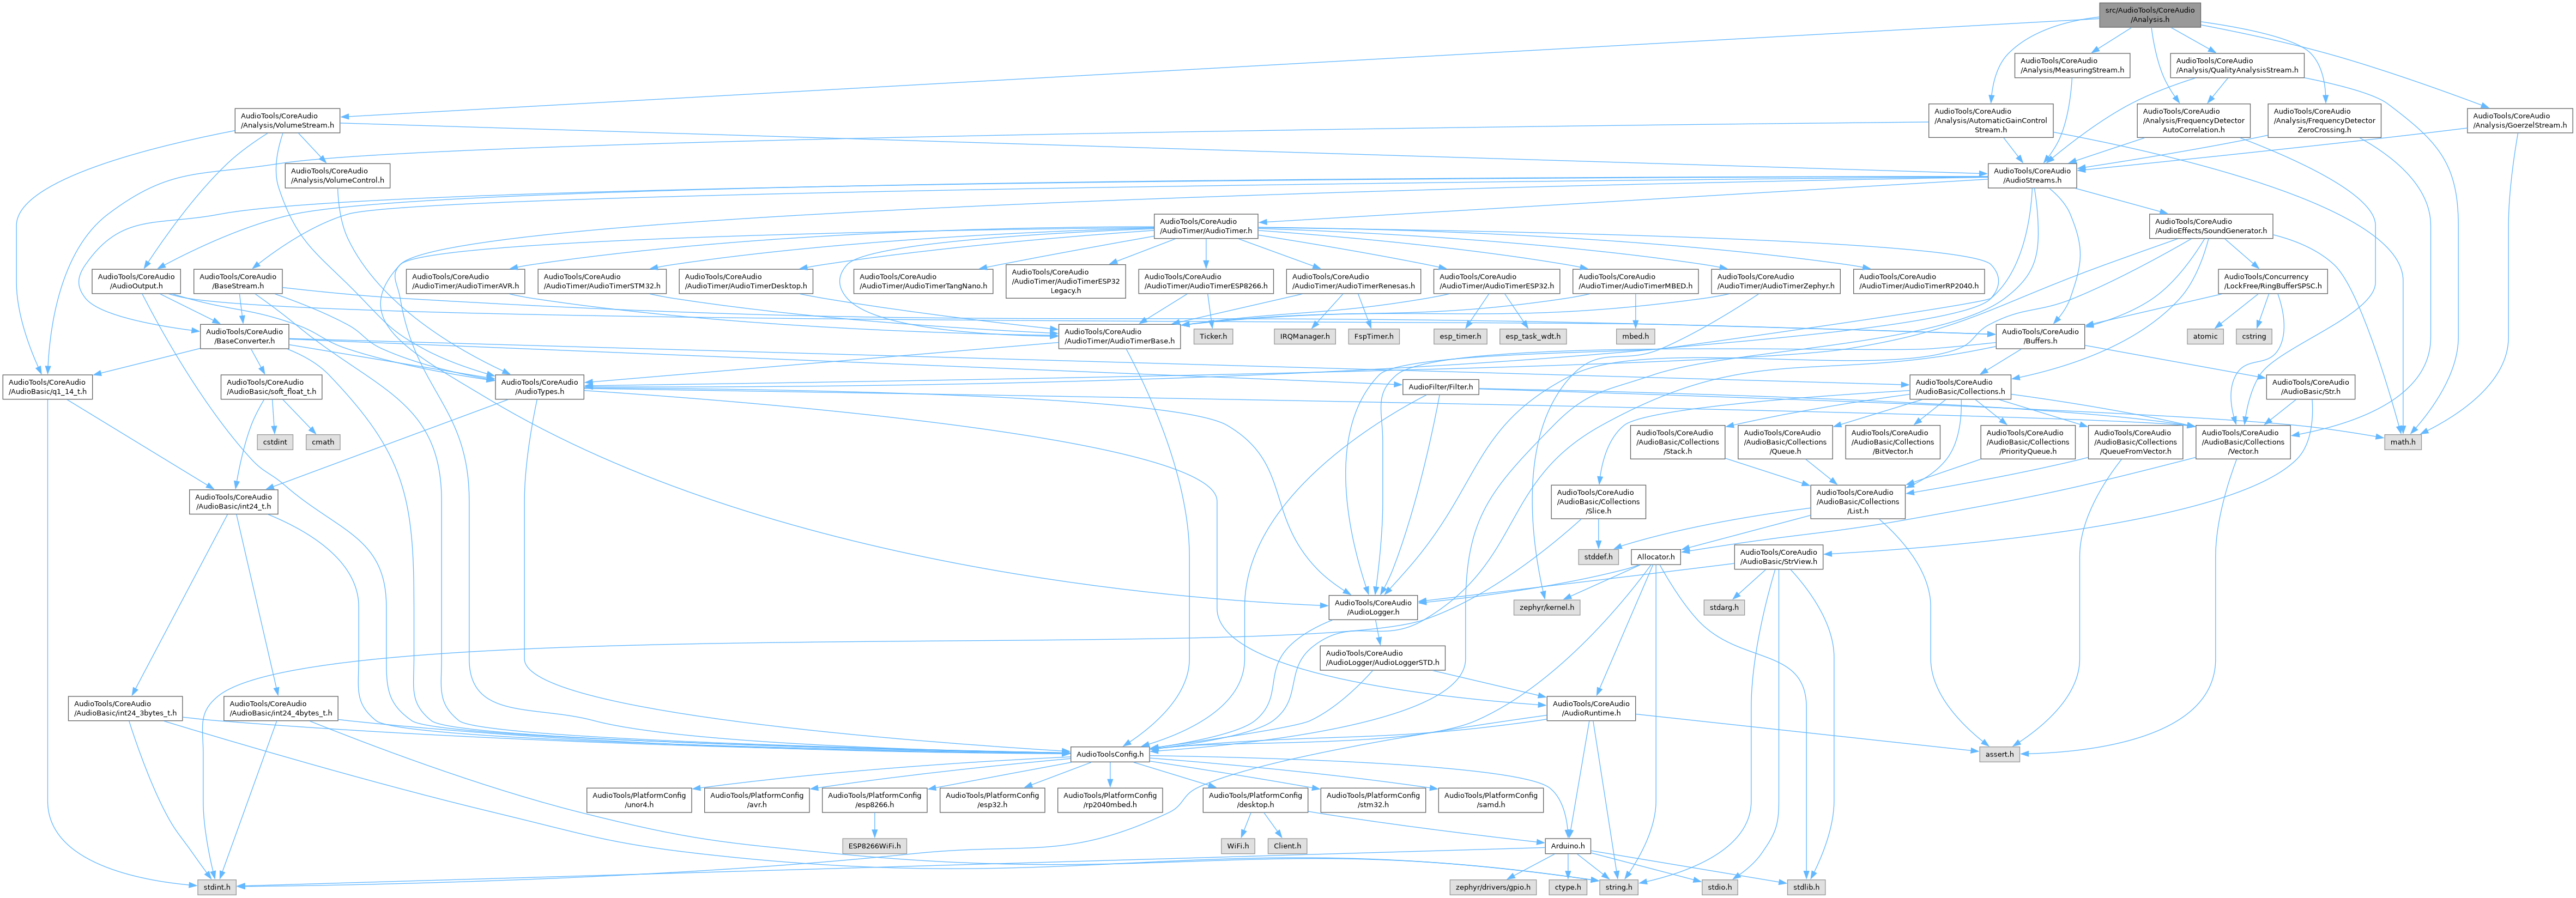 src/AudioTools/CoreAudio
/Analysis.h
AudioTools/CoreAudio
/Analysis/MeasuringStream.h
AudioTools/CoreAudio
/Analysis/QualityAnalysisStream.h
AudioTools/CoreAudio
/Analysis/VolumeStream.h
AudioTools/CoreAudio
/Analysis/AutomaticGainControl
Stream.h
AudioTools/CoreAudio
/Analysis/FrequencyDetector
AutoCorrelation.h
AudioTools/CoreAudio
/Analysis/FrequencyDetector
ZeroCrossing.h
AudioTools/CoreAudio
/Analysis/GoerzelStream.h
AudioTools/CoreAudio
/Analysis/VolumeControl.h
AudioTools/CoreAudio
/AudioStreams.h
AudioTools/CoreAudio
/AudioTimer/AudioTimer.h
AudioTools/CoreAudio
/AudioEffects/SoundGenerator.h
AudioTools/CoreAudio
/AudioOutput.h
AudioTools/CoreAudio
/BaseStream.h
AudioTools/CoreAudio
/AudioTimer/AudioTimerAVR.h
AudioTools/CoreAudio
/AudioTimer/AudioTimerSTM32.h
AudioTools/CoreAudio
/AudioTimer/AudioTimerDesktop.h
AudioTools/CoreAudio
/AudioTimer/AudioTimerTangNano.h
AudioTools/CoreAudio
/AudioTimer/AudioTimerESP32
Legacy.h
AudioTools/CoreAudio
/AudioTimer/AudioTimerESP8266.h
AudioTools/CoreAudio
/AudioTimer/AudioTimerRenesas.h
AudioTools/CoreAudio
/AudioTimer/AudioTimerESP32.h
AudioTools/CoreAudio
/AudioTimer/AudioTimerMBED.h
AudioTools/CoreAudio
/AudioTimer/AudioTimerZephyr.h
AudioTools/CoreAudio
/AudioTimer/AudioTimerRP2040.h
AudioTools/Concurrency
/LockFree/RingBufferSPSC.h
AudioTools/CoreAudio
/BaseConverter.h
AudioTools/CoreAudio
/AudioTimer/AudioTimerBase.h
Ticker.h
IRQManager.h
FspTimer.h
esp_timer.h
esp_task_wdt.h
mbed.h
AudioTools/CoreAudio
/Buffers.h
atomic
cstring
AudioTools/CoreAudio
/AudioBasic/q1_14_t.h
AudioTools/CoreAudio
/AudioBasic/soft_float_t.h
AudioTools/CoreAudio
/AudioTypes.h
AudioFilter/Filter.h
AudioTools/CoreAudio
/AudioBasic/Collections.h
AudioTools/CoreAudio
/AudioBasic/Str.h
cstdint
cmath
AudioTools/CoreAudio
/AudioBasic/Collections
/Stack.h
AudioTools/CoreAudio
/AudioBasic/Collections
/Queue.h
AudioTools/CoreAudio
/AudioBasic/Collections
/BitVector.h
AudioTools/CoreAudio
/AudioBasic/Collections
/PriorityQueue.h
AudioTools/CoreAudio
/AudioBasic/Collections
/QueueFromVector.h
AudioTools/CoreAudio
/AudioBasic/Collections
/Vector.h
math.h
AudioTools/CoreAudio
/AudioBasic/int24_t.h
AudioTools/CoreAudio
/AudioBasic/Collections
/Slice.h
AudioTools/CoreAudio
/AudioBasic/Collections
/List.h
stddef.h
Allocator.h
AudioTools/CoreAudio
/AudioBasic/StrView.h
AudioTools/CoreAudio
/AudioLogger.h
zephyr/kernel.h
stdarg.h
AudioTools/CoreAudio
/AudioLogger/AudioLoggerSTD.h
AudioTools/CoreAudio
/AudioBasic/int24_3bytes_t.h
AudioTools/CoreAudio
/AudioBasic/int24_4bytes_t.h
AudioTools/CoreAudio
/AudioRuntime.h
AudioToolsConfig.h
assert.h
AudioTools/PlatformConfig
/unor4.h
AudioTools/PlatformConfig
/avr.h
AudioTools/PlatformConfig
/esp8266.h
AudioTools/PlatformConfig
/esp32.h
AudioTools/PlatformConfig
/rp2040mbed.h
AudioTools/PlatformConfig
/desktop.h
AudioTools/PlatformConfig
/stm32.h
AudioTools/PlatformConfig
/samd.h
ESP8266WiFi.h
WiFi.h
Client.h
Arduino.h
stdint.h
zephyr/drivers/gpio.h
ctype.h
string.h
stdio.h
stdlib.h